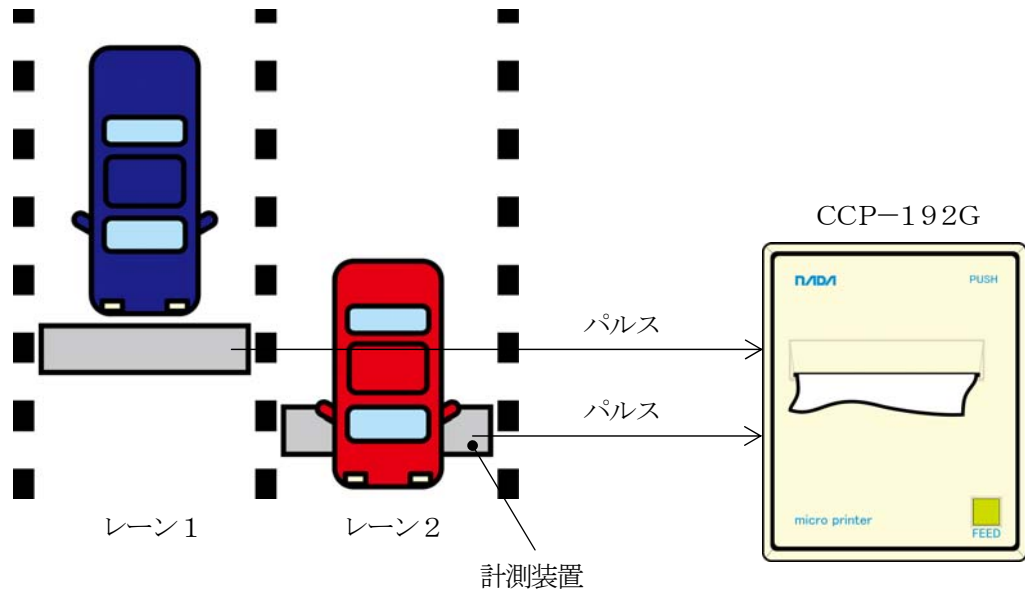 CCP-192G
NADA
PUSH
パルス
パルス
micro printer
FEED
レーン1
レーン2
計測装置